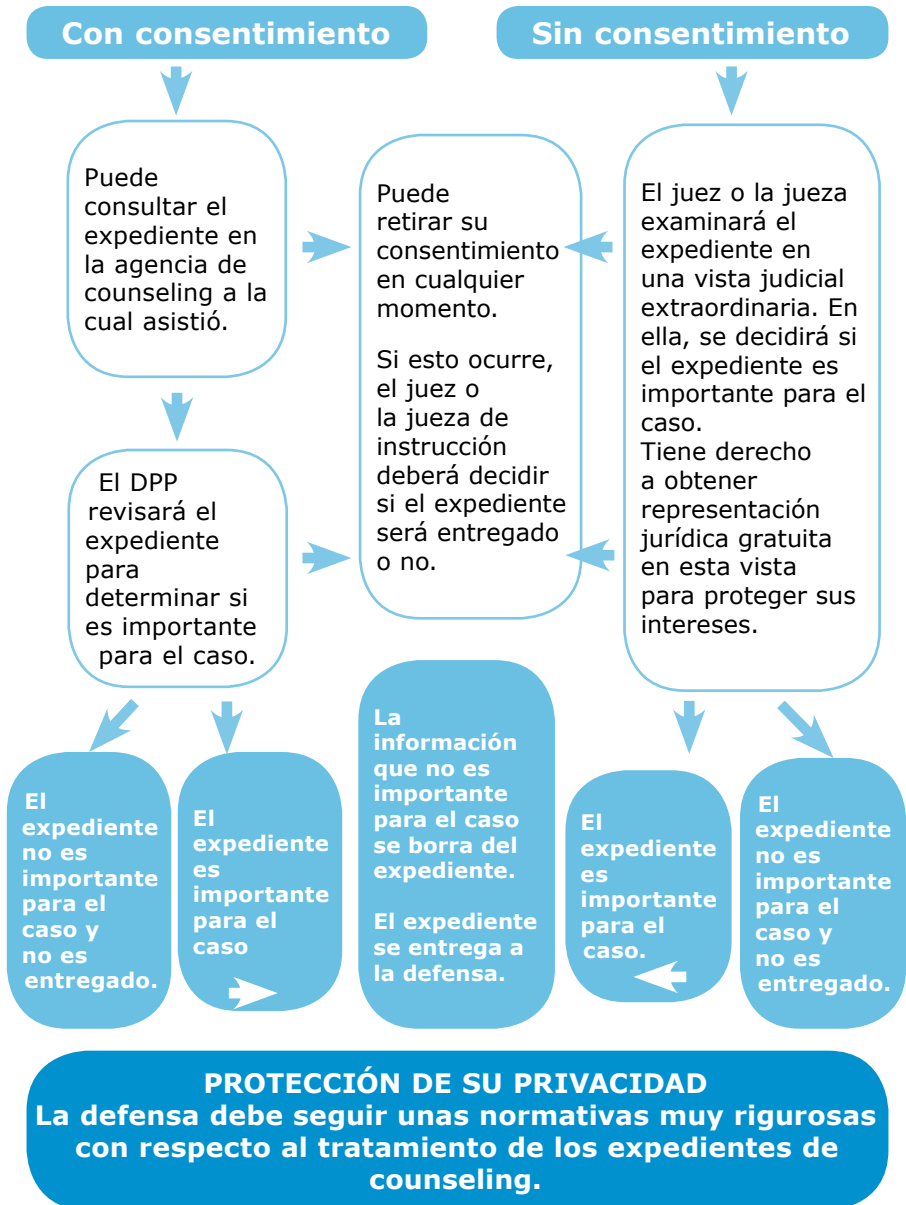 Con consentimiento
Sin consentimiento
Puede
consultar el
expediente en
la agencia de
counseling a la
cual asistió.
Puede
retirar su
consentimiento
en cualquier
momento.
Si esto ocurre,
el juez o
la jueza de
instrucción
deberá decidir
si el expediente
será entregado
o no.
El juez o la jueza
examinará el
expediente en
una vista judicial
extraordinaria. En
ella, se decidirá si
el expediente es
importante para el
caso.
Tiene derecho
a obtener
representación
jurídica gratuita
en esta vista
para proteger sus
intereses.
El DPP
revisará el
expediente
para
determinar si
es importante
para el caso.
El
expediente
no es
importante
para el
caso y
no es
entregado.
El
expediente
es
importante
para el
caso
La
información
que no es
importante
para el caso
se borra del
expediente.
El expediente
se entrega a
la defensa.
El
expediente
es
importante
para el
caso.
El
expediente
no es
importante
para el
caso y
no es
entregado.
PROTECCIÓN DE SU PRIVACIDAD
La defensa debe seguir unas normativas muy rigurosas
con respecto al tratamiento de los expedientes de
counseling.